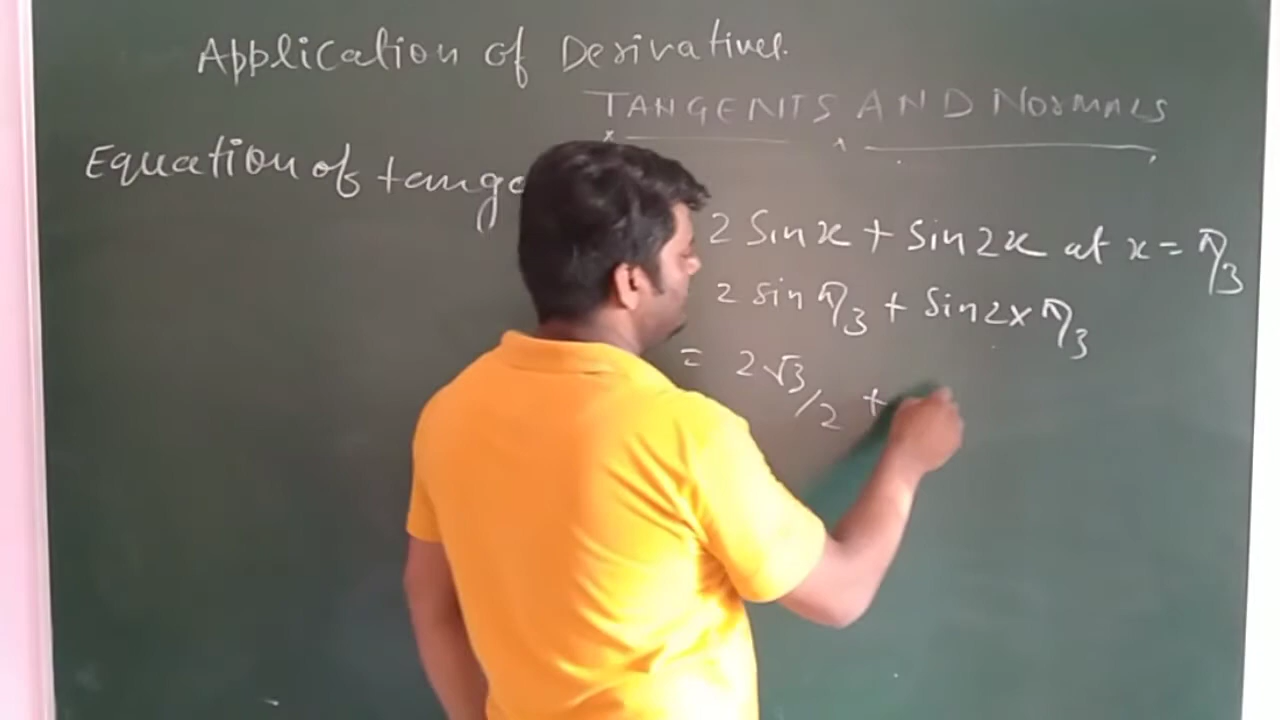 Application of Derivatives.
TANGENTS AND NORMALS
Equation of
2 Sin x + Sin 2x at x = π/3
2 sin π/3 + Sin 2 × π/3
= 2 √3/2 +